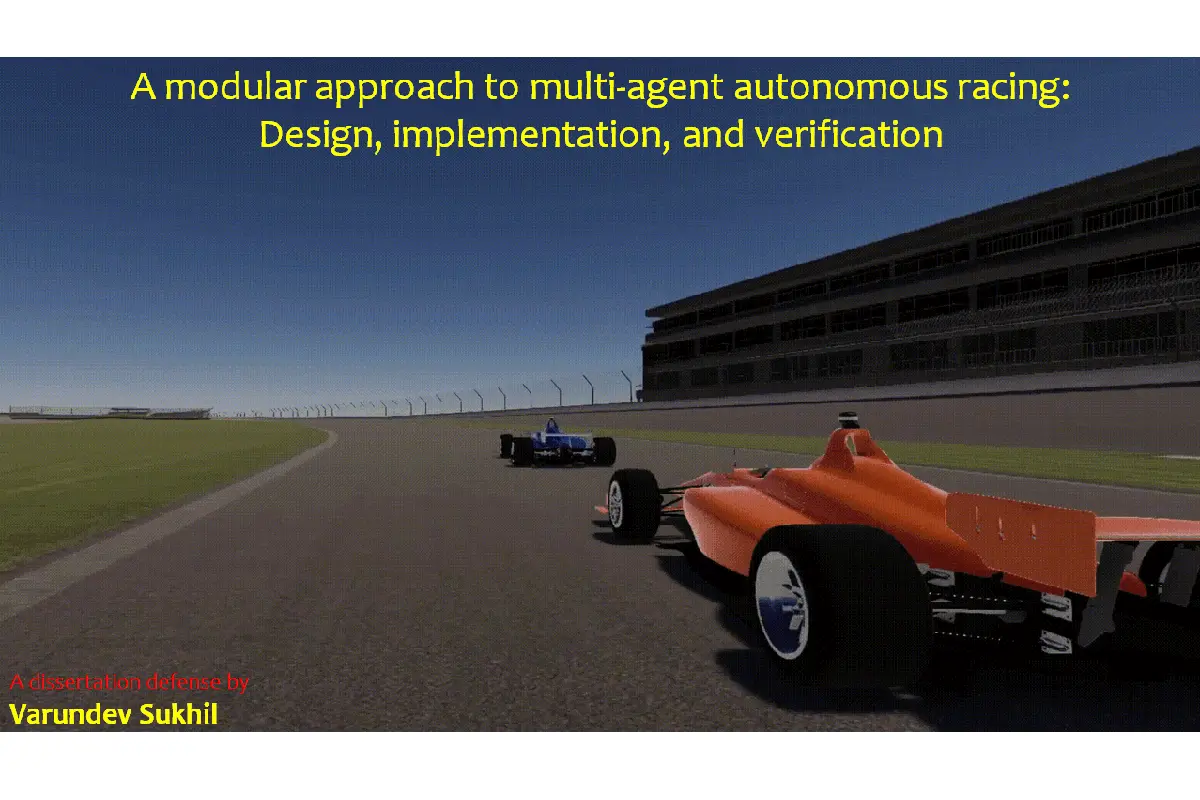 A modular approach to multi-agent autonomous racing:
Design, implementation, and verification
A dissertation defense by
Varundev Sukhil